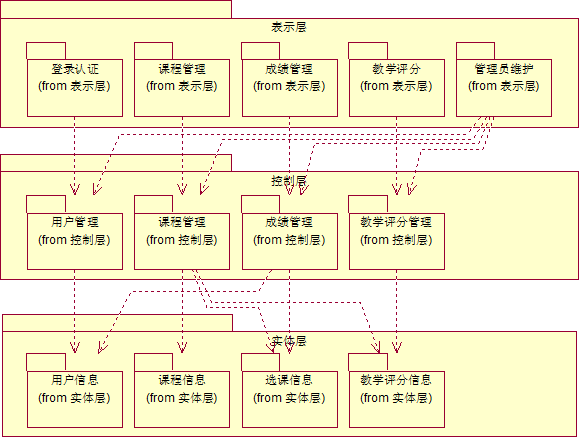 表示层
登录认证
(from 表示层)
课程管理
(from 表示层)
成绩管理
(from 表示层)
教学评分
(from 表示层)
管理员维护
(from 表示层)
控制层
用户管理
(from 控制层)
课程管理
(from 控制层)
成绩管理
(from 控制层)
教学评分管理
(from 控制层)
实体层
用户信息
(from 实体层)
课程信息
(from 实体层)
选课信息
(from 实体层)
教学评分信息
(from 实体层)